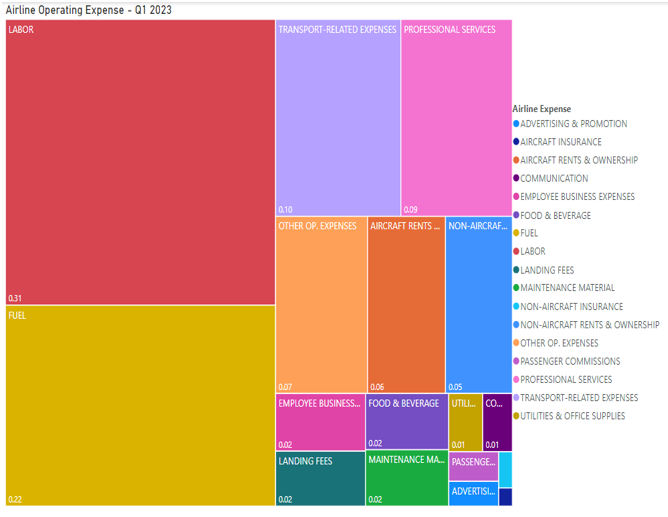 Airline Operating Expense - Q1 2023
LABOR
0.31
FUEL
0.22
TRANSPORT-RELATED EXPENSES
0.10
PROFESSIONAL SERVICES
0.09
OTHER OP. EXPENSES
0.07
AIRCRAFT RENTS ...
0.06
NON-AIRCRAF...
0.05
EMPLOYEE BUSINESS...
0.02
FOOD & BEVERAGE
0.02
UTILI...
0.01
CO...
0.01
LANDING FEES
0.02
MAINTENANCE MA...
0.02
PASSENGE...
ADVERTISI...
Airline Expense
ADVERTISING & PROMOTION
AIRCRAFT INSURANCE
AIRCRAFT RENTS & OWNERSHIP
COMMUNICATION
EMPLOYEE BUSINESS EXPENSES
FOOD & BEVERAGE
FUEL
LABOR
LANDING FEES
MAINTENANCE MATERIAL
NON-AIRCRAFT INSURANCE
NON-AIRCRAFT RENTS & OWNERSHIP
OTHER OP. EXPENSES
PASSENGER COMMISSIONS
PROFESSIONAL SERVICES
TRANSPORT-RELATED EXPENSES
UTILITIES & OFFICE SUPPLIES